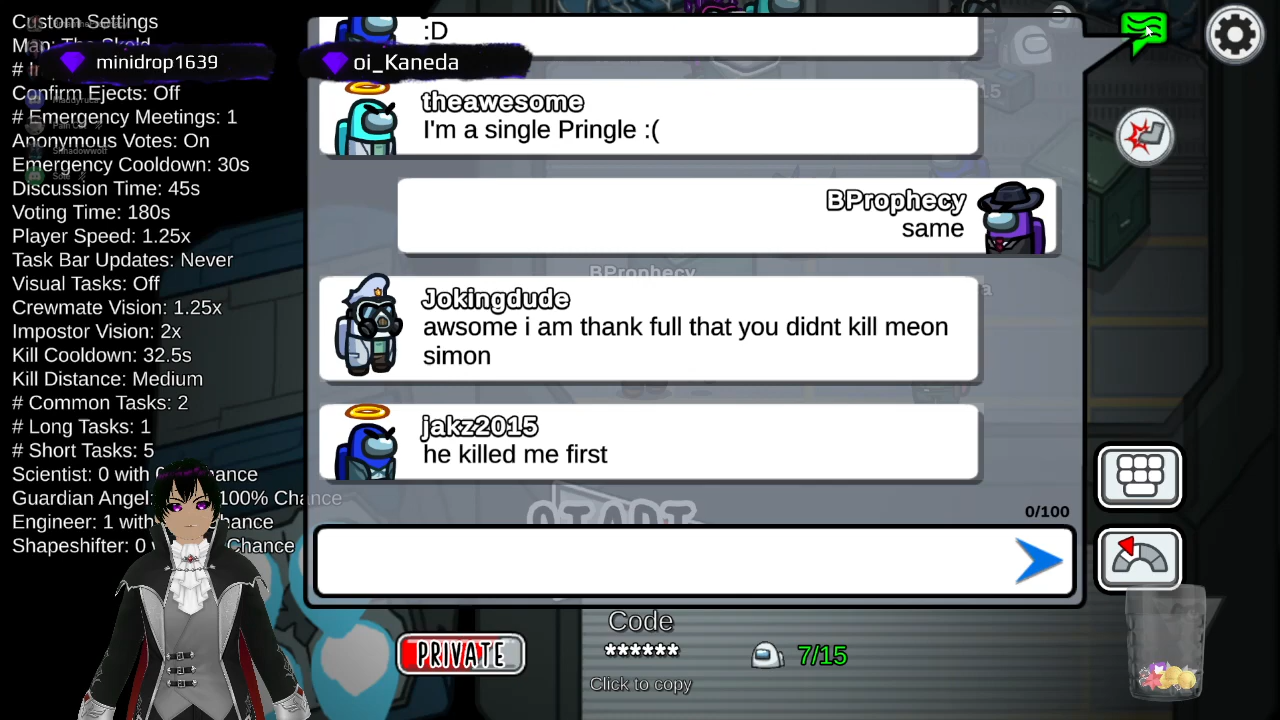 Custom Settings
Map: The Skeld
minidrop1639
oi_Kaneda
Confirm Ejects: Off
# Emergency Meetings: 1
Anonymous Votes: On
Emergency Cooldown: 30s
Discussion Time: 45s
Voting Time: 180s
Player Speed: 1.25x
Task Bar Updates: Never
Visual Tasks: Off
Crewmate Vision: 1.25x
Impostor Vision: 2x
Kill Cooldown: 32.5s
Kill Distance: Medium
# Common Tasks: 2
# Long Tasks: 1
# Short Tasks: 5
Scientist: 0 with
Guardian Angel: 100% Chance
Engineer: 1 with
Shapeshifter: 0 Chance
:D
theawesome
I'm a single Pringle :(
BProphecy
same
BProphecy
Jokingdude
awsome i am thank full that you didnt kill meon
simon
jakz2015
he killed me first
START
0/100
Code
******
Click to copy
PRIVATE
7/15